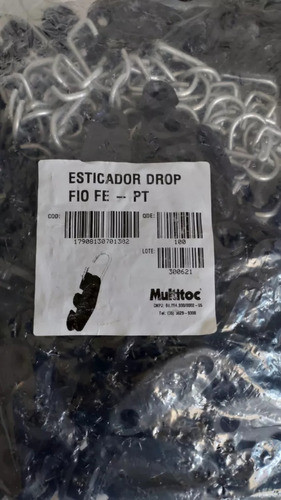 ESTICADOR DROP
FIO FE - PT
COD: QDE:
17908130701382 100
LOTE:
300621
Multitoc